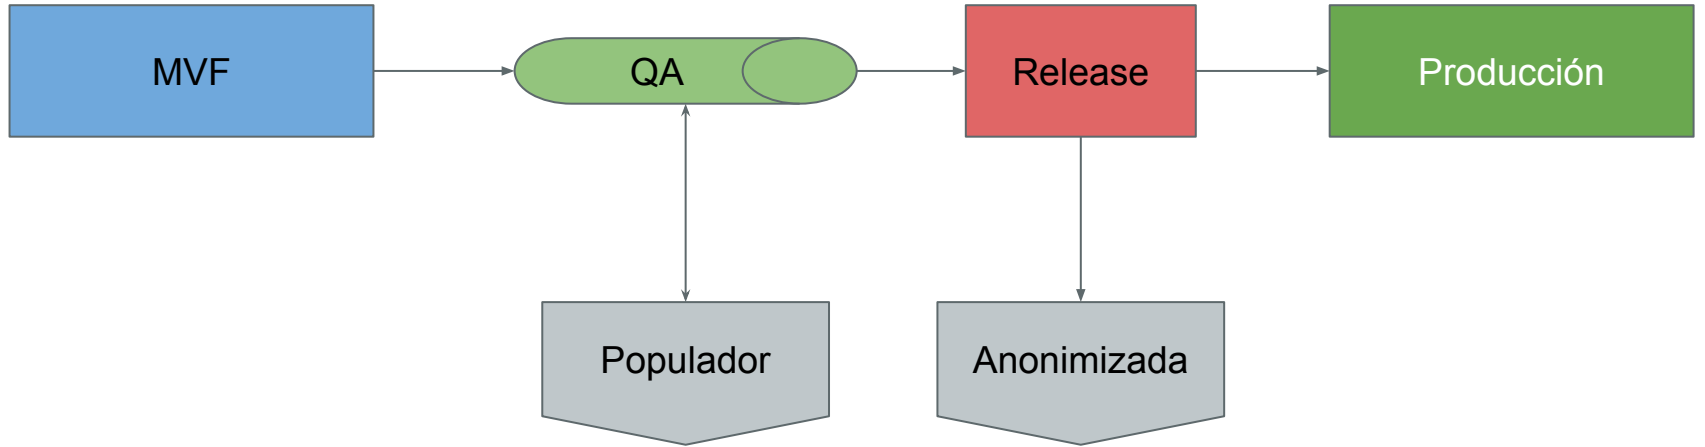 MVF
QA
Release
Producción
Populador
Anonimizada